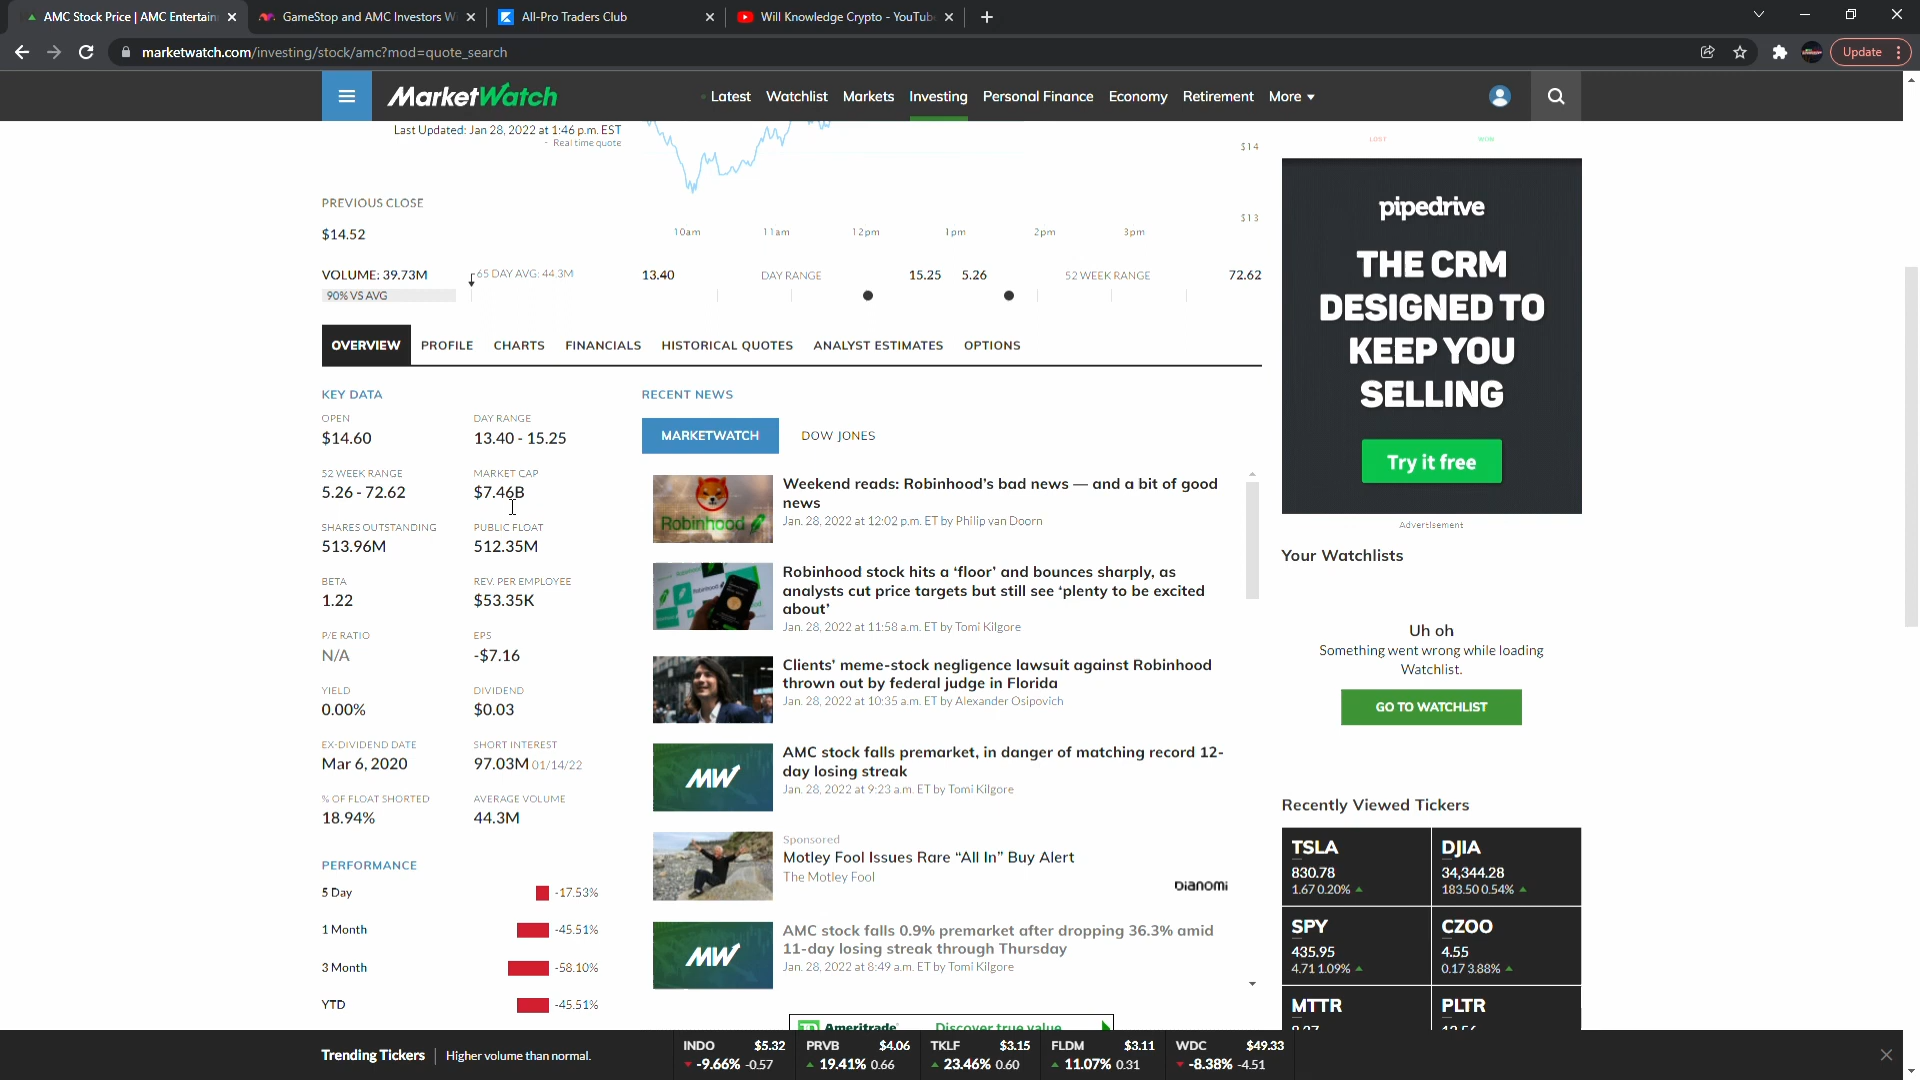 AMC Stock Price | AMC Entertain
GameStop and AMC Investors W
All-Pro Traders Club
Will Knowledge Crypto - YouTub
marketwatch.com/investing/stock/amc?mod=quote_search
Update
MarketWatch
Latest
Watchlist
Markets
Investing
Personal Finance
Economy
Retirement
More
Last Updated: Jan 28, 2022 at 1:46 p.m. EST
- Real time quote
$14
$13
10am
11am
12pm
1pm
2pm
3pm
PREVIOUS CLOSE
$14.52
VOLUME: 39.73M
65 DAY AVG: 44.3M
90% VS AVG
13.40
DAY RANGE
15.25
5.26
52 WEEK RANGE
72.62
OVERVIEW
PROFILE
CHARTS
FINANCIALS
HISTORICAL QUOTES
ANALYST ESTIMATES
OPTIONS
KEY DATA
OPEN
$14.60
DAY RANGE
13.40 - 15.25
52 WEEK RANGE
5.26 - 72.62
MARKET CAP
$7.46B
SHARES OUTSTANDING
513.96M
PUBLIC FLOAT
512.35M
BETA
1.22
REV. PER EMPLOYEE
$53.35K
P/E RATIO
N/A
EPS
-$7.16
YIELD
0.00%
DIVIDEND
$0.03
EX-DIVIDEND DATE
Mar 6, 2020
SHORT INTEREST
97.03M 01/14/22
% OF FLOAT SHORTED
18.94%
AVERAGE VOLUME
44.3M
PERFORMANCE
5 Day
-17.53%
1 Month
-45.51%
3 Month
-58.10%
YTD
-45.51%
RECENT NEWS
MARKETWATCH
DOW JONES
Robinhood
Weekend reads: Robinhood's bad news — and a bit of good
news
Jan. 28, 2022 at 12:02 p.m. ET by Philip van Doorn
Robinhood stock hits a ‘floor’ and bounces sharply, as
analysts cut price targets but still see ‘plenty to be excited
about’
Jan. 28, 2022 at 11:58 a.m. ET by Tomi Kilgore
Clients’ meme-stock negligence lawsuit against Robinhood
thrown out by federal judge in Florida
Jan. 28, 2022 at 10:35 a.m. ET by Alexander Osipovich
MW
AMC stock falls premarket, in danger of matching record 12-
day losing streak
Jan. 28, 2022 at 9:23 a.m. ET by Tomi Kilgore
Sponsored
Motley Fool Issues Rare “All In” Buy Alert
The Motley Fool
Dianomi
MW
AMC stock falls 0.9% premarket after dropping 36.3% amid
11-day losing streak through Thursday
Jan. 28, 2022 at 8:49 a.m. ET by Tomi Kilgore
Ameritrade
Discover true value
LOST
WON
pipedrive
THE CRM
DESIGNED TO
KEEP YOU
SELLING
Try it free
Advertisement
Your Watchlists
Uh oh
Something went wrong while loading
Watchlist.
GO TO WATCHLIST
Recently Viewed Tickers
TSLA
830.78
1.67 0.20%
DJIA
34,344.28
183.50 0.54%
SPY
435.95
4.71 1.09%
CZOO
4.55
0.17 3.88%
MTTR
PLTR
Trending Tickers
Higher volume than normal.
INDO $5.32
-9.66% -0.57
PRVB $4.06
19.41% 0.66
TKLF $3.15
23.46% 0.60
FLDM $3.11
11.07% 0.31
WDC $49.33
-8.38% -4.51